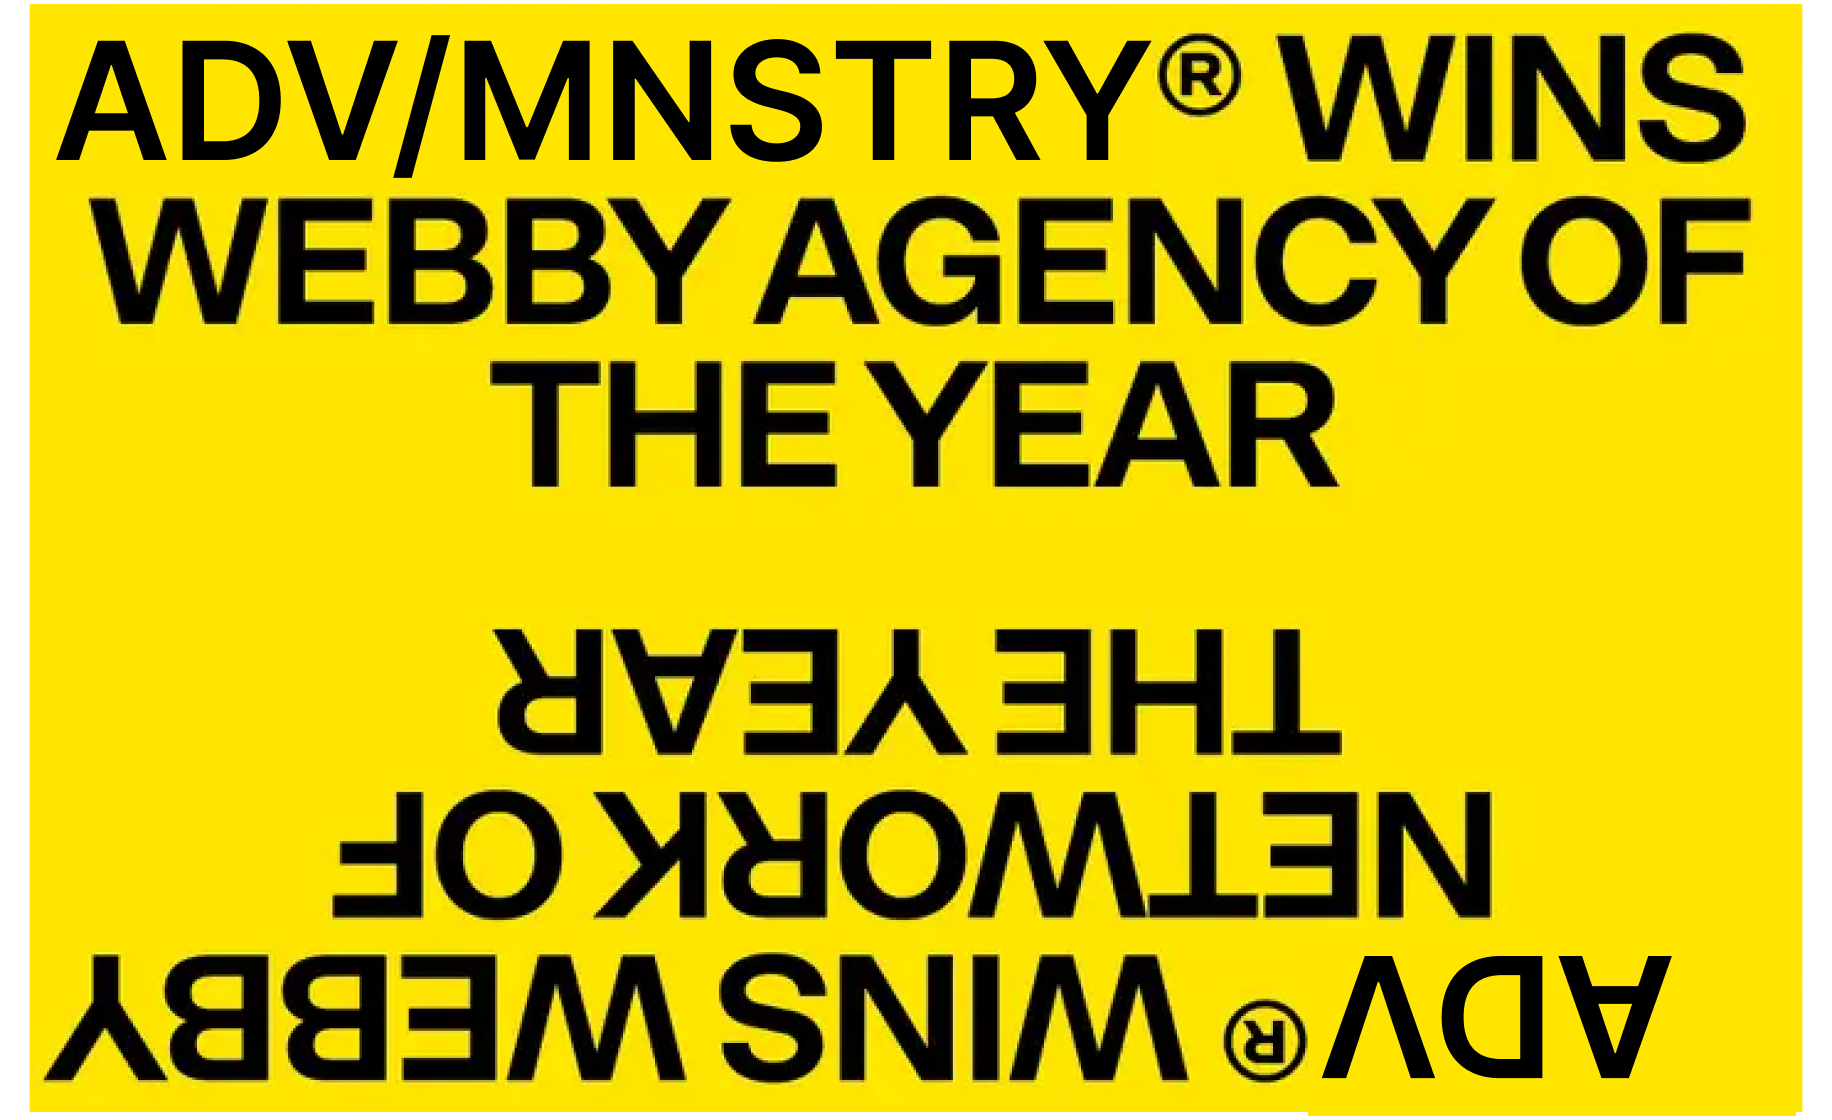 ADV/MNSTRY® WINS
WEBBY AGENCY OF
THE YEAR
ADV® WINS WEBBY
NETWORK OF
THE YEAR